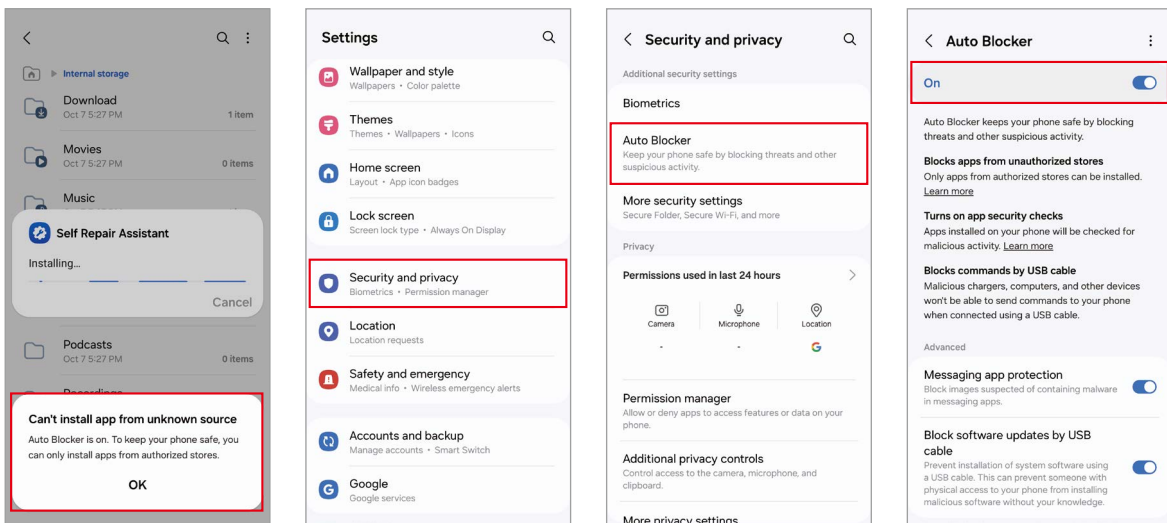 Internal storage
Download
Oct 7 5:27 PM
1 item
Movies
Oct 7 5:27 PM
0 items
Music
Self Repair Assistant
Installing...
Cancel
Podcasts
Oct 7 5:27 PM
0 items
Recordings
Can't install app from unknown source
Auto Blocker is on. To keep your phone safe, you
can only install apps from authorized stores.
OK
Settings
Wallpaper and style
Wallpapers • Color palette
Themes
Themes • Wallpapers • Icons
Home screen
Layout • App icon badges
Lock screen
Screen lock type • Always On Display
Security and privacy
Biometrics • Permission manager
Location
Location requests
Safety and emergency
Medical info • Wireless emergency alerts
Accounts and backup
Manage accounts • Smart Switch
Google
Google services
Security and privacy
Additional security settings
Biometrics
Auto Blocker
Keep your phone safe by blocking threats and other
suspicious activity.
More security settings
Secure Folder, Secure Wi-Fi, and more
Privacy
Permissions used in last 24 hours
Camera
Microphone
Location
-
-
G
Permission manager
Allow or deny apps to access features or data on your
phone.
Additional privacy controls
Control access to the camera, microphone, and
clipboard.
More privacy settings
Auto Blocker
On
Auto Blocker keeps your phone safe by blocking
threats and other suspicious activity.
Blocks apps from unauthorized stores
Only apps from authorized stores can be installed.
Learn more
Turns on app security checks
Apps installed on your phone will be checked for
malicious activity. Learn more
Blocks commands by USB cable
Malicious chargers, computers, and other devices
won't be able to send commands to your phone
when connected using a USB cable.
Advanced
Messaging app protection
Block images suspected of containing malware
in messaging apps.
Block software updates by USB
cable
Prevent installation of system software using
a USB cable. This can prevent someone with
physical access to your phone from installing
malicious software without your knowledge.